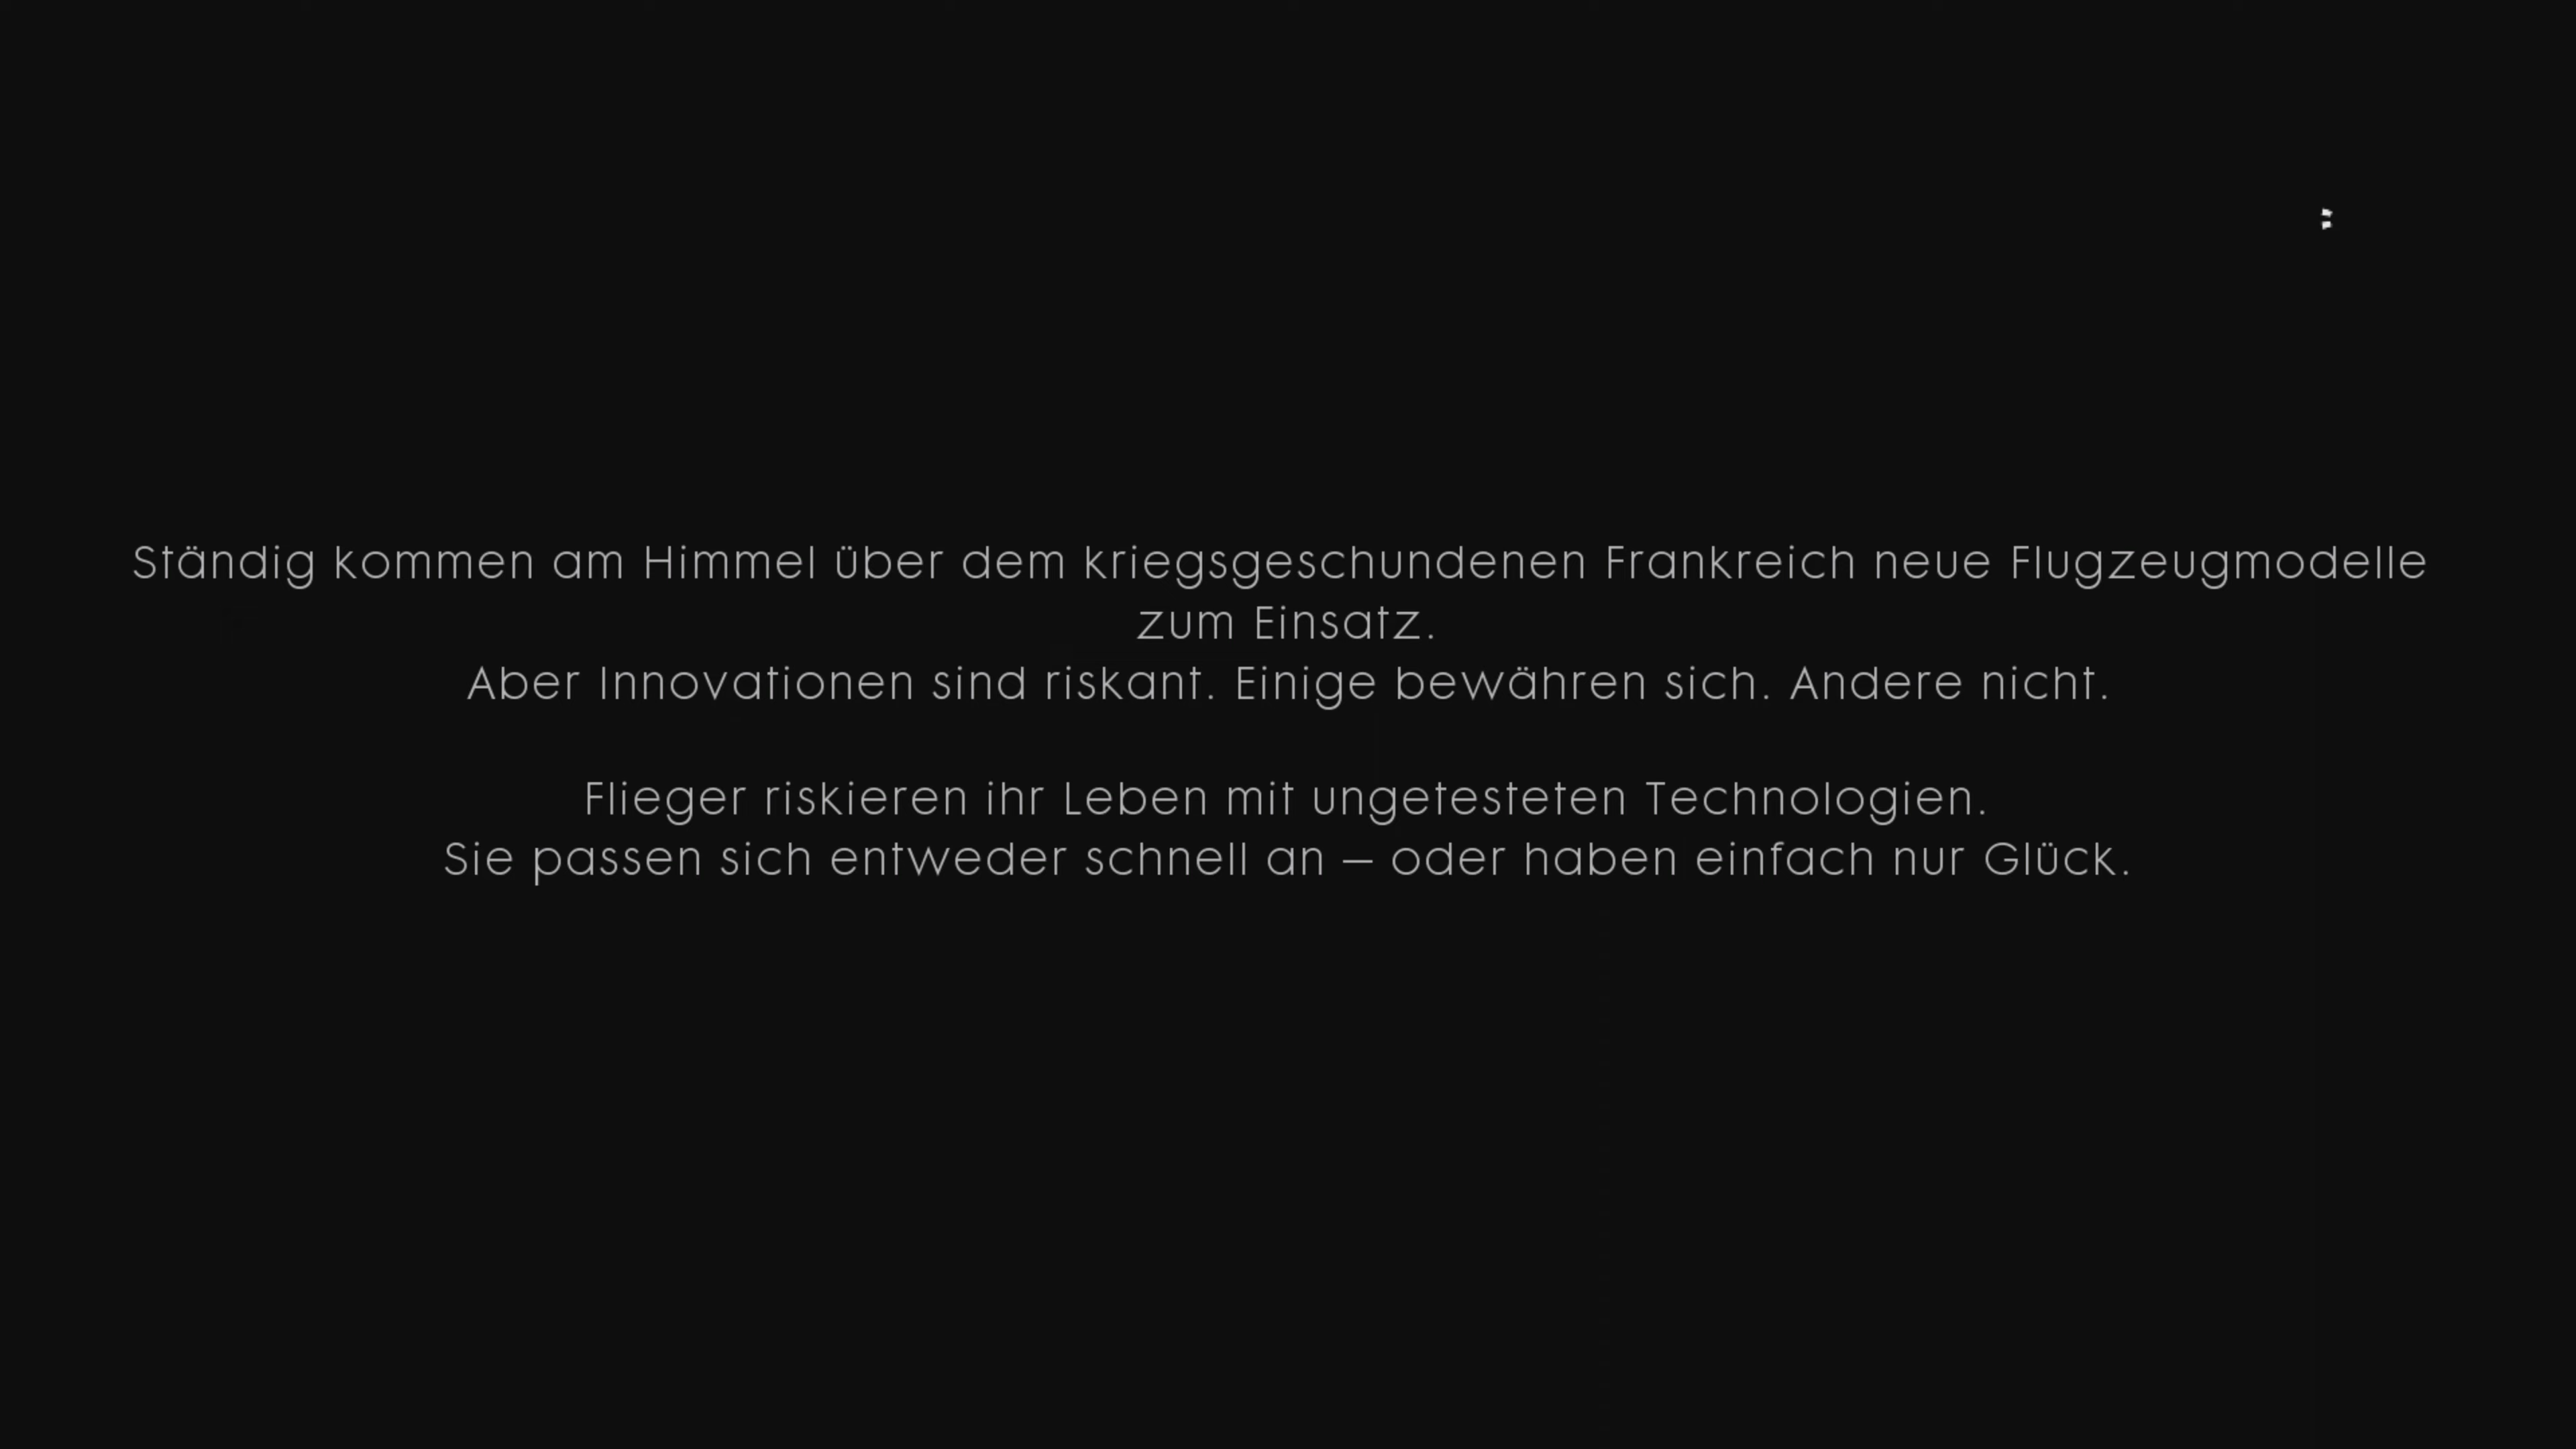 Ständig kommen am Himmel über dem kriegsgeschundenen Frankreich neue Flugzeugmodelle
zum Einsatz.
Aber Innovationen sind riskant. Einige bewähren sich. Andere nicht.
Flieger riskieren ihr Leben mit ungetesteten Technologien.
Sie passen sich entweder schnell an — oder haben einfach nur Glück.